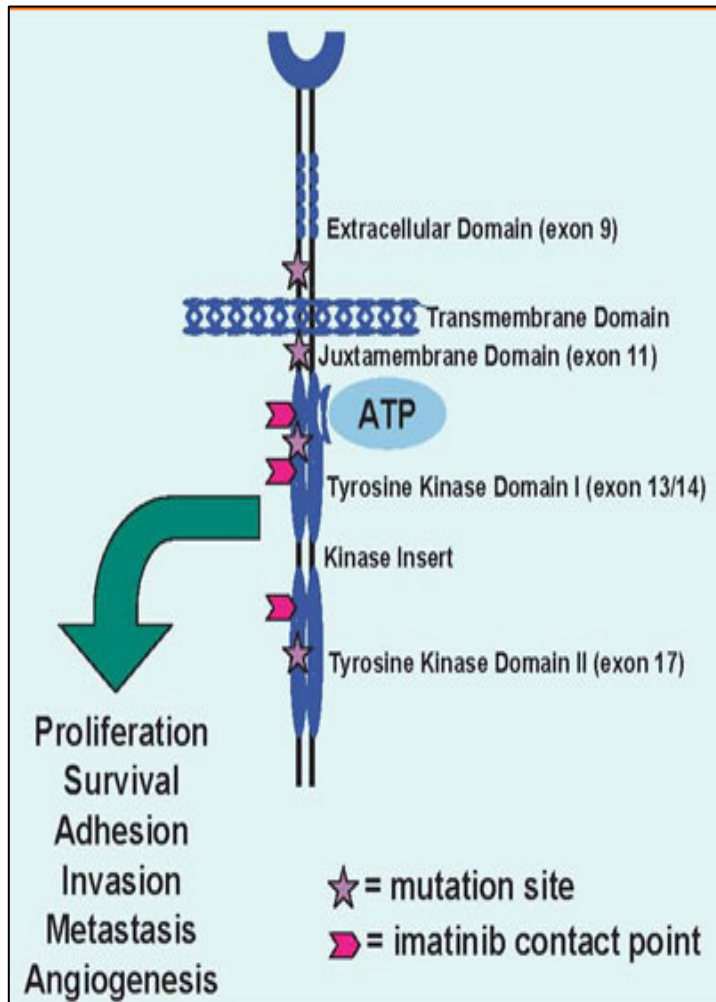 Extracellular Domain (exon 9)
Transmembrane Domain
Juxtamembrane Domain (exon 11)
ATP
Tyrosine Kinase Domain I (exon 13/14)
Kinase Insert
Tyrosine Kinase Domain II (exon 17)
Proliferation
Survival
Adhesion
Invasion
Metastasis
Angiogenesis
= mutation site
= imatinib contact point